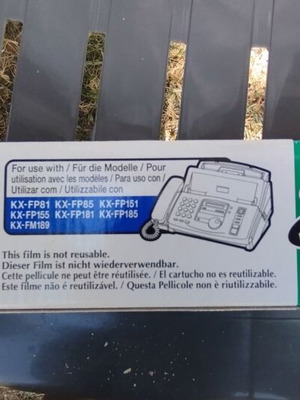 For use with / Für die Modelle / Pour
utilisation avec les modèles / Para uso con /
Utilizar com / Utilizzabile con
KX-FP81 KX-FP85 KX-FP151
KX-FP155 KX-FP181 KX-FP185
KX-FM189
This film is not reusable.
Dieser Film ist nicht wiederverwendbar.
Cette pellicule ne peut être réutilisée. / El cartucho no es reutilizable.
Este filme não é reutilizável. / Questa Pellicole non è riutilizzabile.